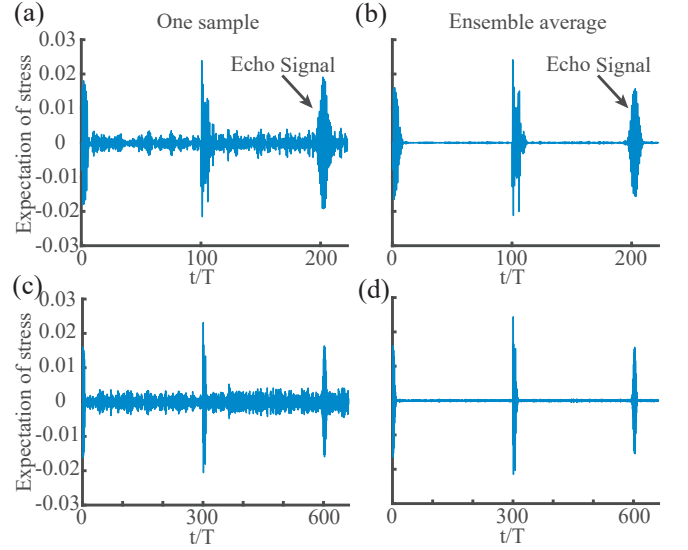 (a) One sample
(b) Ensemble average
Expectation of stress
0.03
0.02
0.01
0
-0.01
-0.02
-0.03
Echo Signal
0 100 200
t/T
Echo Signal
0 100 200
t/T
(c)
(d)
Expectation of stress
0.03
0.02
0.01
0
-0.01
-0.02
-0.03
0 300 600
t/T
0 300 600
t/T